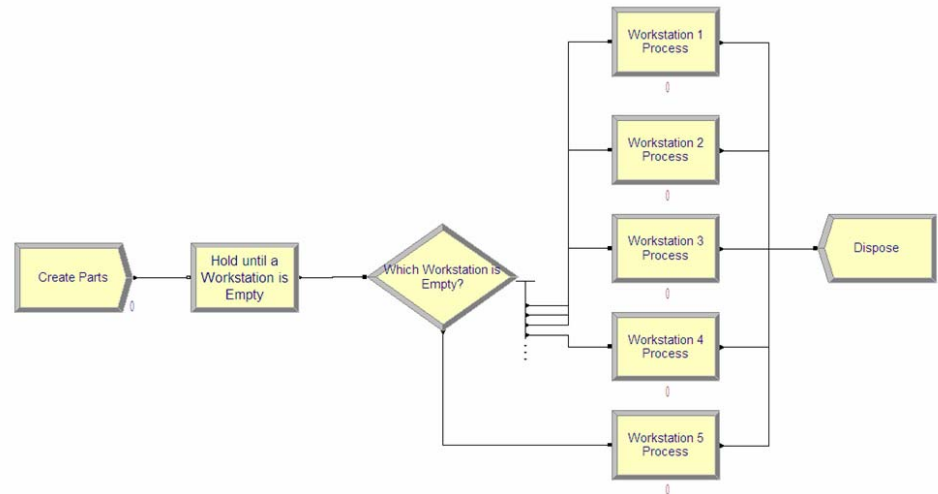 Workstation 1
Process
0
Workstation 2
Process
0
Workstation 3
Process
0
Workstation 4
Process
0
Workstation 5
Process
0
Create Parts
0
Hold until a
Workstation is
Empty
Which Workstation is
Empty?
Dispose